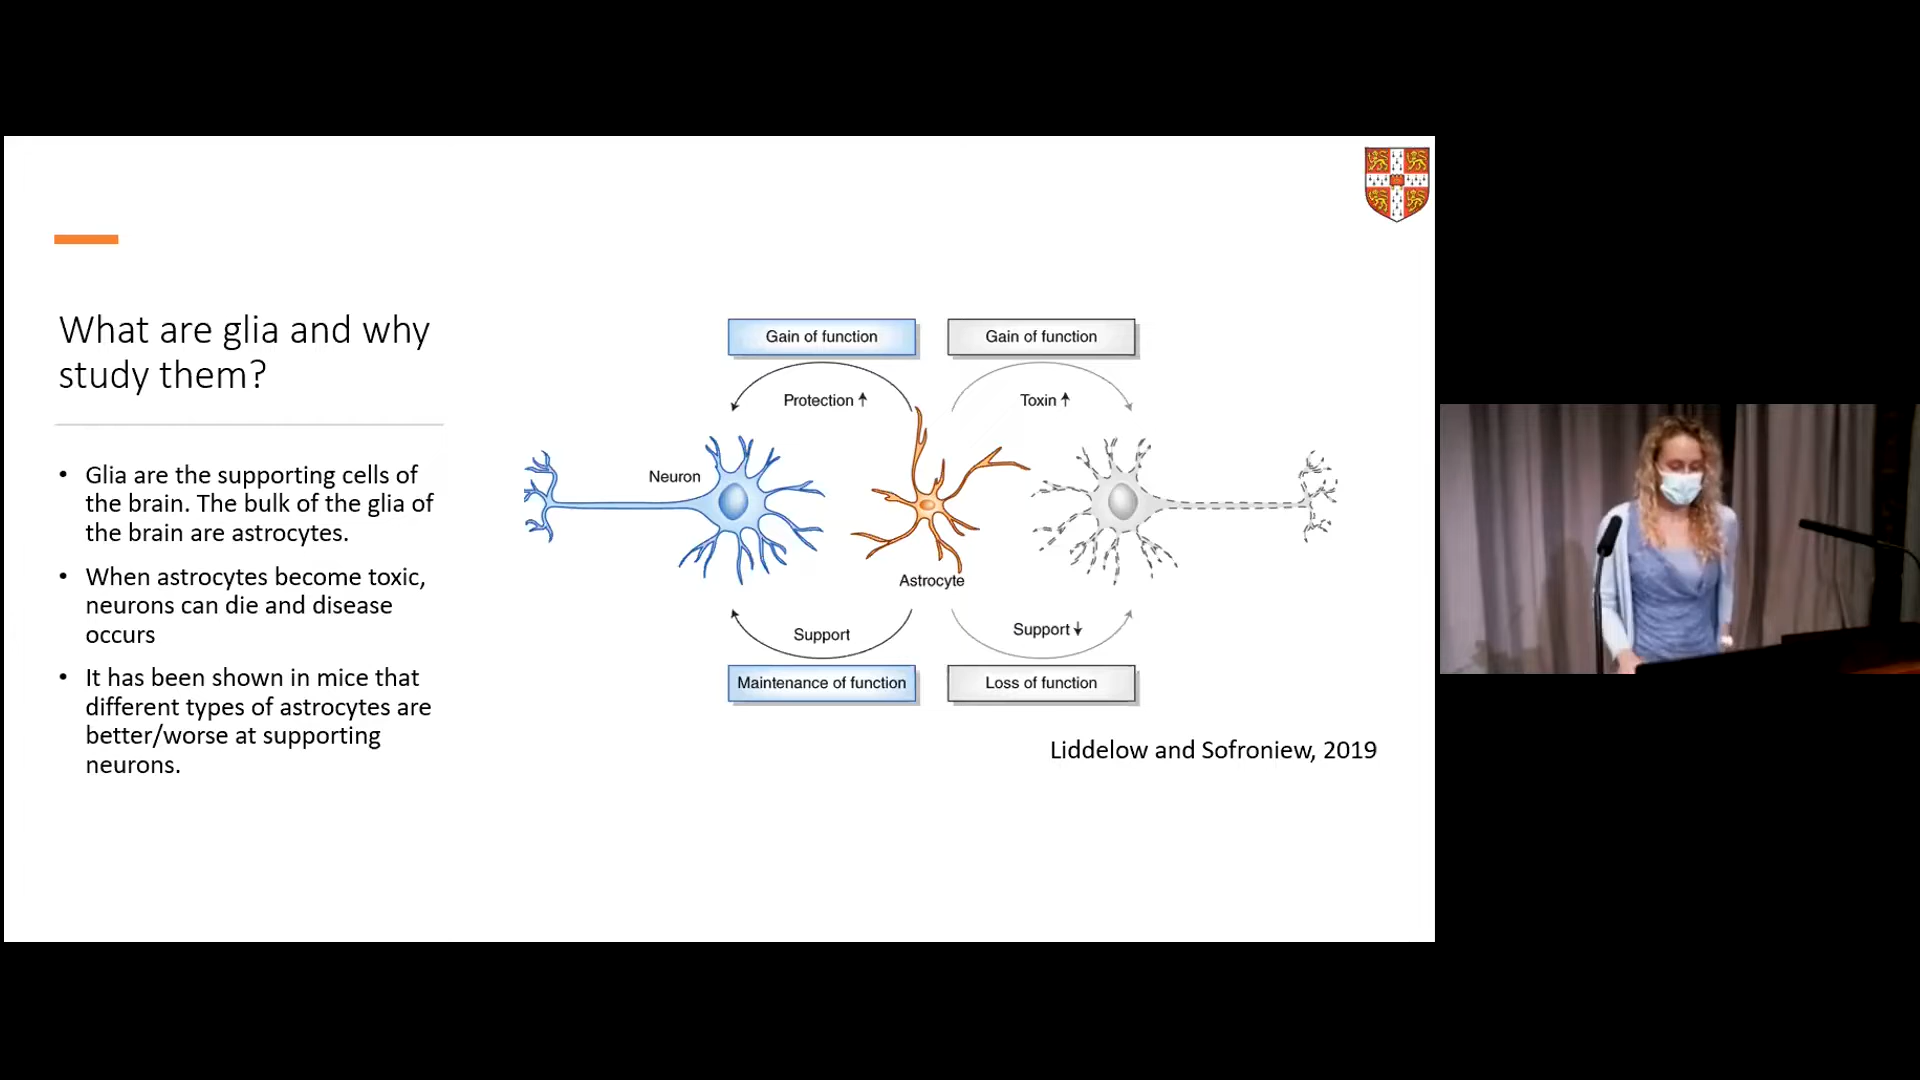 What are glia and why
study them?
• Glia are the supporting cells of
the brain. The bulk of the glia of
the brain are astrocytes.
• When astrocytes become toxic,
neurons can die and disease
occurs
• It has been shown in mice that
different types of astrocytes are
better/worse at supporting
neurons.
Gain of function
Gain of function
Protection ↑
Toxin ↑
Neuron
Astrocyte
Support
Support ↓
Maintenance of function
Loss of function
Liddelow and Sofroniew, 2019